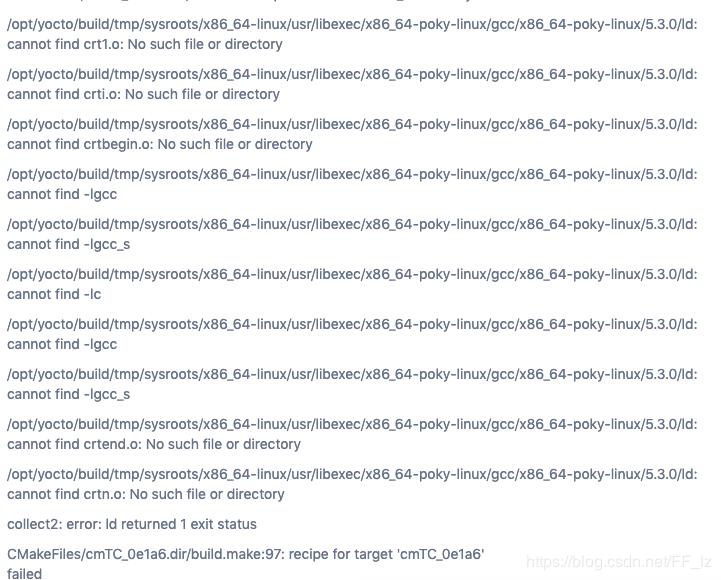 /opt/yocto/build/tmp/sysroots/x86_64-linux/usr/libexec/x86_64-poky-linux/gcc/x86_64-poky-linux/5.3.0/ld:
cannot find crt1.o: No such file or directory
/opt/yocto/build/tmp/sysroots/x86_64-linux/usr/libexec/x86_64-poky-linux/gcc/x86_64-poky-linux/5.3.0/ld:
cannot find crti.o: No such file or directory
/opt/yocto/build/tmp/sysroots/x86_64-linux/usr/libexec/x86_64-poky-linux/gcc/x86_64-poky-linux/5.3.0/ld:
cannot find crtbegin.o: No such file or directory
/opt/yocto/build/tmp/sysroots/x86_64-linux/usr/libexec/x86_64-poky-linux/gcc/x86_64-poky-linux/5.3.0/ld:
cannot find -lgcc
/opt/yocto/build/tmp/sysroots/x86_64-linux/usr/libexec/x86_64-poky-linux/gcc/x86_64-poky-linux/5.3.0/ld:
cannot find -lgcc_s
/opt/yocto/build/tmp/sysroots/x86_64-linux/usr/libexec/x86_64-poky-linux/gcc/x86_64-poky-linux/5.3.0/ld:
cannot find -lc
/opt/yocto/build/tmp/sysroots/x86_64-linux/usr/libexec/x86_64-poky-linux/gcc/x86_64-poky-linux/5.3.0/ld:
cannot find -lgcc
/opt/yocto/build/tmp/sysroots/x86_64-linux/usr/libexec/x86_64-poky-linux/gcc/x86_64-poky-linux/5.3.0/ld:
cannot find -lgcc_s
/opt/yocto/build/tmp/sysroots/x86_64-linux/usr/libexec/x86_64-poky-linux/gcc/x86_64-poky-linux/5.3.0/ld:
cannot find crtend.o: No such file or directory
/opt/yocto/build/tmp/sysroots/x86_64-linux/usr/libexec/x86_64-poky-linux/gcc/x86_64-poky-linux/5.3.0/ld:
cannot find crtn.o: No such file or directory
collect2: error: ld returned 1 exit status
CMakeFiles/cmTC_0e1a6.dir/build.make:97: recipe for target 'cmTC_0e1a6'
failed
https://blog.csdn.net/FF_lz